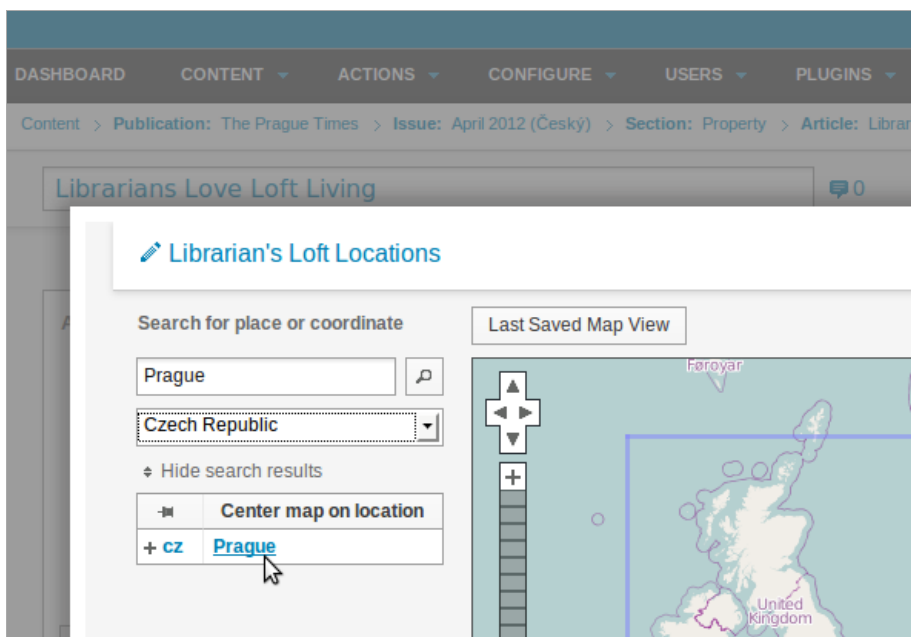 DASHBOARD CONTENT ACTIONS CONFIGURE USERS PLUGINS
Content > Publication: The Prague Times > Issue: April 2012 (Český) > Section: Property > Article: Librar
Librarians Love Loft Living 0
Librarian's Loft Locations
Search for place or coordinate
Last Saved Map View
Prague
Czech Republic
Hide search results
Center map on location
+ cz Prague
Føroyar
United
Kingdom